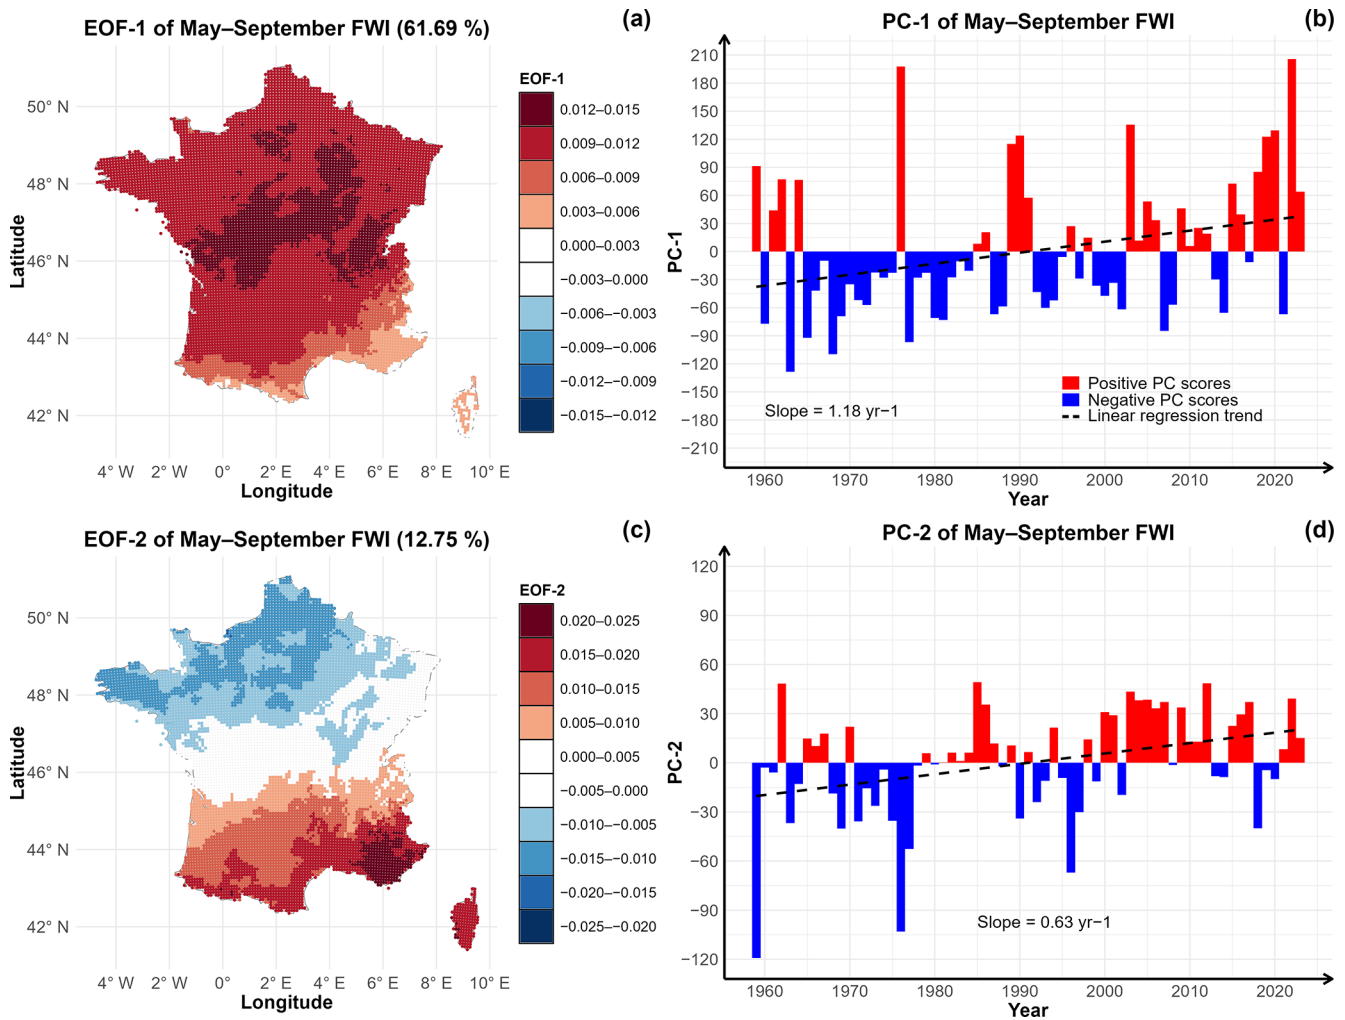 EOF-1 of May–September FWI (61.69 %)
(a)
EOF-1
0.012–0.015
0.009–0.012
0.006–0.009
0.003–0.006
0.000–0.003
−0.003–0.000
−0.006–−0.003
−0.009–−0.006
−0.012–−0.009
−0.015–−0.012
50° N
48° N
46° N
44° N
42° N
Latitude
4° W 2° W 0° 2° E 4° E 6° E 8° E 10° E
Longitude
PC-1 of May–September FWI
(b)
210
180
150
120
90
60
30
0
−30
−60
−90
−120
−150
−180
−210
PC-1
Positive PC scores
Negative PC scores
Linear regression trend
Slope = 1.18 yr−1
1960 1970 1980 1990 2000 2010 2020
Year
EOF-2 of May–September FWI (12.75 %)
(c)
EOF-2
0.020–0.025
0.015–0.020
0.010–0.015
0.005–0.010
0.000–0.005
−0.005–0.000
−0.010–−0.005
−0.015–−0.010
−0.020–−0.015
−0.025–−0.020
50° N
48° N
46° N
44° N
42° N
Latitude
4° W 2° W 0° 2° E 4° E 6° E 8° E 10° E
Longitude
PC-2 of May–September FWI
(d)
120
90
60
30
0
−30
−60
−90
−120
PC-2
Slope = 0.63 yr−1
1960 1970 1980 1990 2000 2010 2020
Year